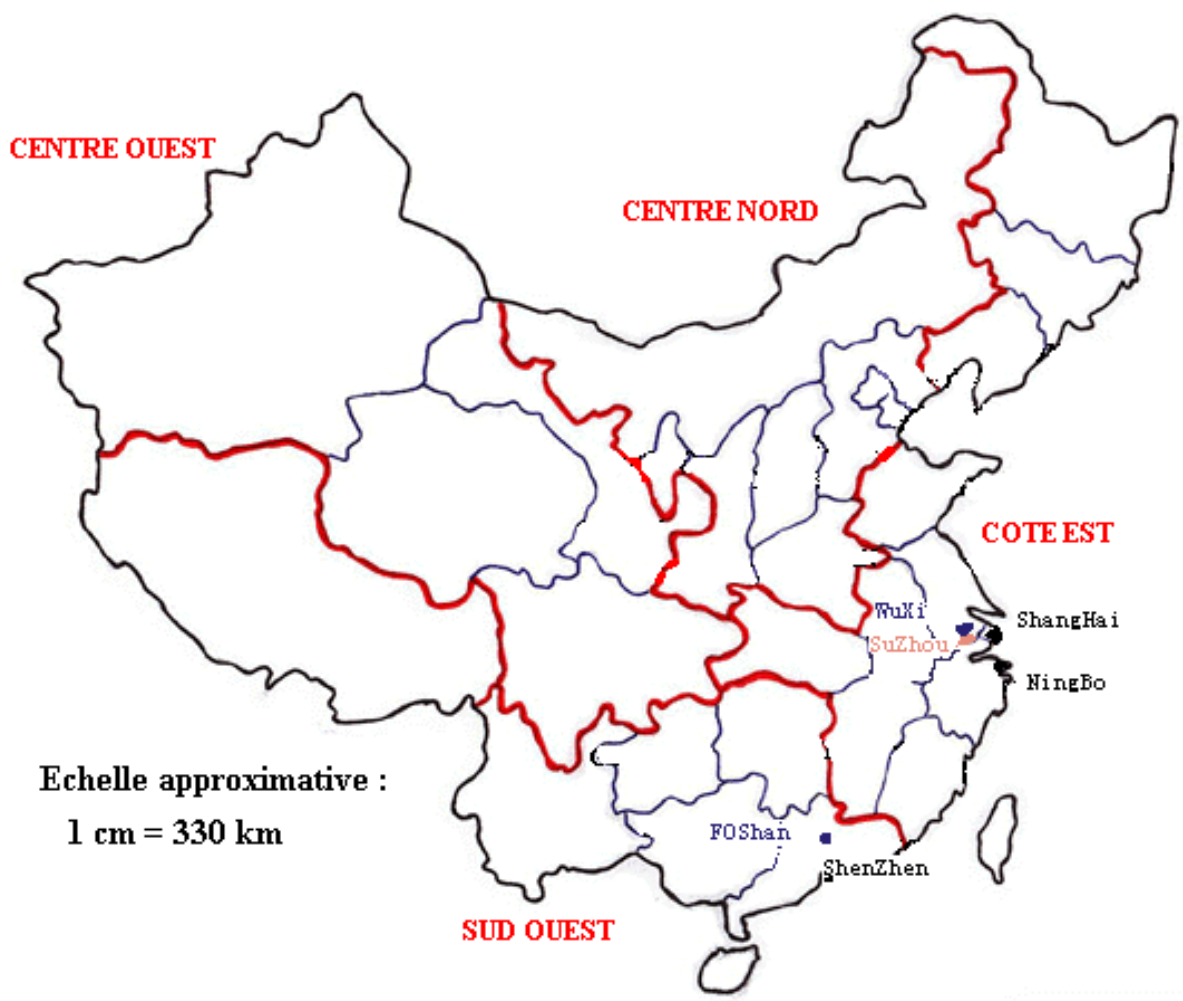 CENTRE OUEST
CENTRE NORD
COTE EST
WuXi
ShangHai
SuZhou
NingBo
Echelle approximative :
1 cm = 330 km
FOShan
ShenZhen
SUD OUEST